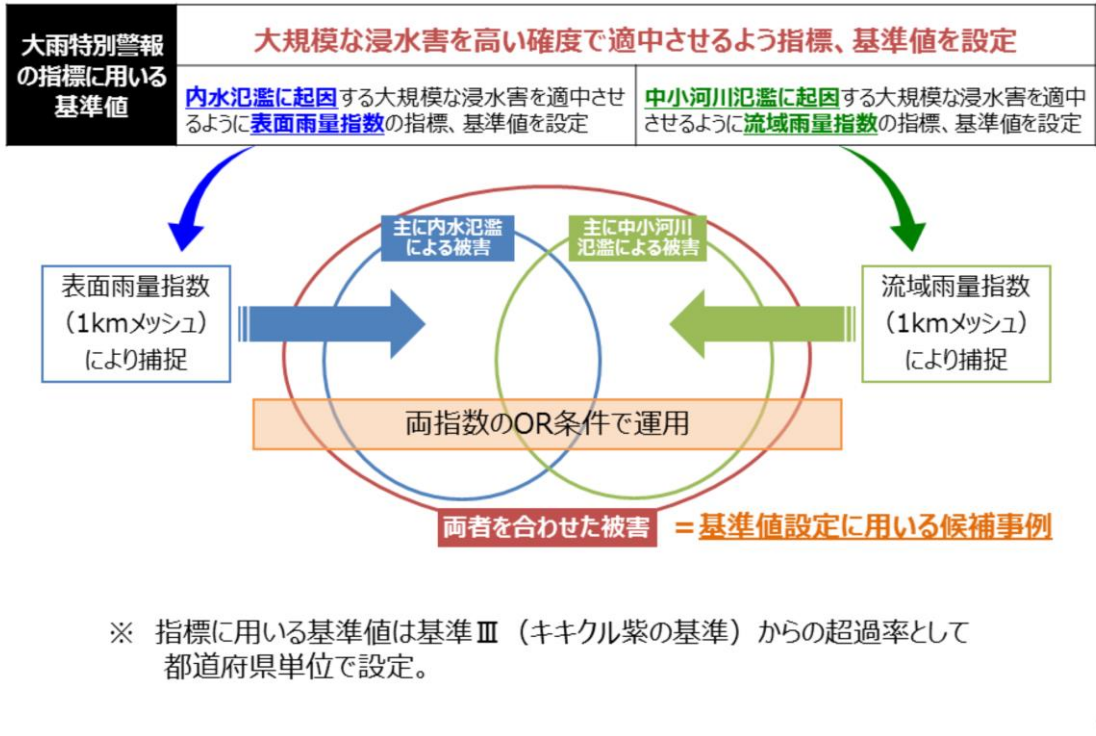 大雨特別警報
の指標に用いる
基準値
大規模な浸水害を高い確度で適中させるよう指標、基準値を設定
内水氾濫に起因する大規模な浸水害を適中させ
るように表面雨量指数の指標、基準値を設定
中小河川氾濫に起因する大規模な浸水害を適中
させるように流域雨量指数の指標、基準値を設定
主に内水氾濫
による被害
主に中小河川
氾濫による被害
表面雨量指数
（1kmメッシュ）
により捕捉
流域雨量指数
（1kmメッシュ）
により捕捉
両指数のOR条件で運用
両者を合わせた被害
＝基準値設定に用いる候補事例
※ 指標に用いる基準値は基準Ⅲ（キキクル紫の基準）からの超過率として
都道府県単位で設定。